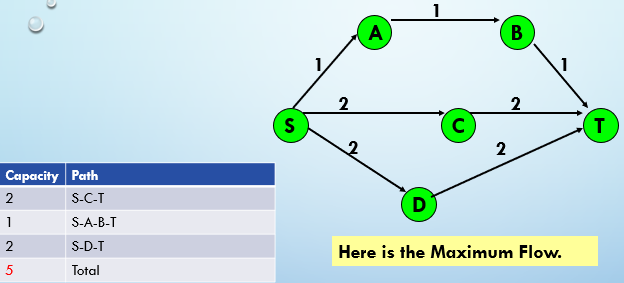 1
A
B
1
1
2
2
S
C
T
2
2
D
Capacity Path
2 S-C-T
1 S-A-B-T
2 S-D-T
5 Total
Here is the Maximum Flow.